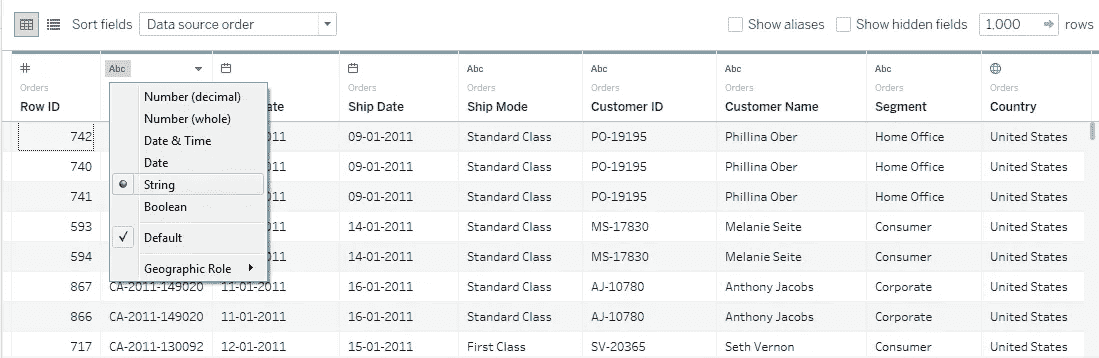 Sort fields Data source order Show aliases Show hidden fields 1,000 rows
# Abc Abc Abc Abc Abc
Orders Orders Orders Orders Orders Orders Orders
Row ID ate Ship Date Ship Mode Customer ID Customer Name Segment Country
Number (decimal)
Number (whole)
Date & Time
Date
String
Boolean
Default
Geographic Role
742 2011 09-01-2011 Standard Class PO-19195 Phillina Ober Home Office United States
740 2011 09-01-2011 Standard Class PO-19195 Phillina Ober Home Office United States
741 2011 09-01-2011 Standard Class PO-19195 Phillina Ober Home Office United States
593 2011 14-01-2011 Standard Class MS-17830 Melanie Seite Consumer United States
594 2011 14-01-2011 Standard Class MS-17830 Melanie Seite Consumer United States
867 CA-2011-149020 11-01-2011 16-01-2011 Standard Class AJ-10780 Anthony Jacobs Corporate United States
866 CA-2011-149020 11-01-2011 16-01-2011 Standard Class AJ-10780 Anthony Jacobs Corporate United States
717 CA-2011-130092 12-01-2011 15-01-2011 First Class SV-20365 Seth Vernon Consumer United States